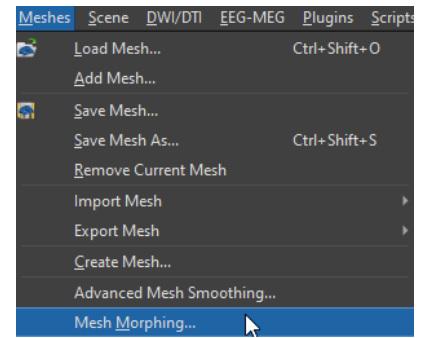 Meshes Scene DWI/DTI EEG-MEG Plugins Scripts
Load Mesh... Ctrl+Shift+O
Add Mesh...
Save Mesh...
Save Mesh As... Ctrl+Shift+S
Remove Current Mesh
Import Mesh
Export Mesh
Create Mesh...
Advanced Mesh Smoothing...
Mesh Morphing...